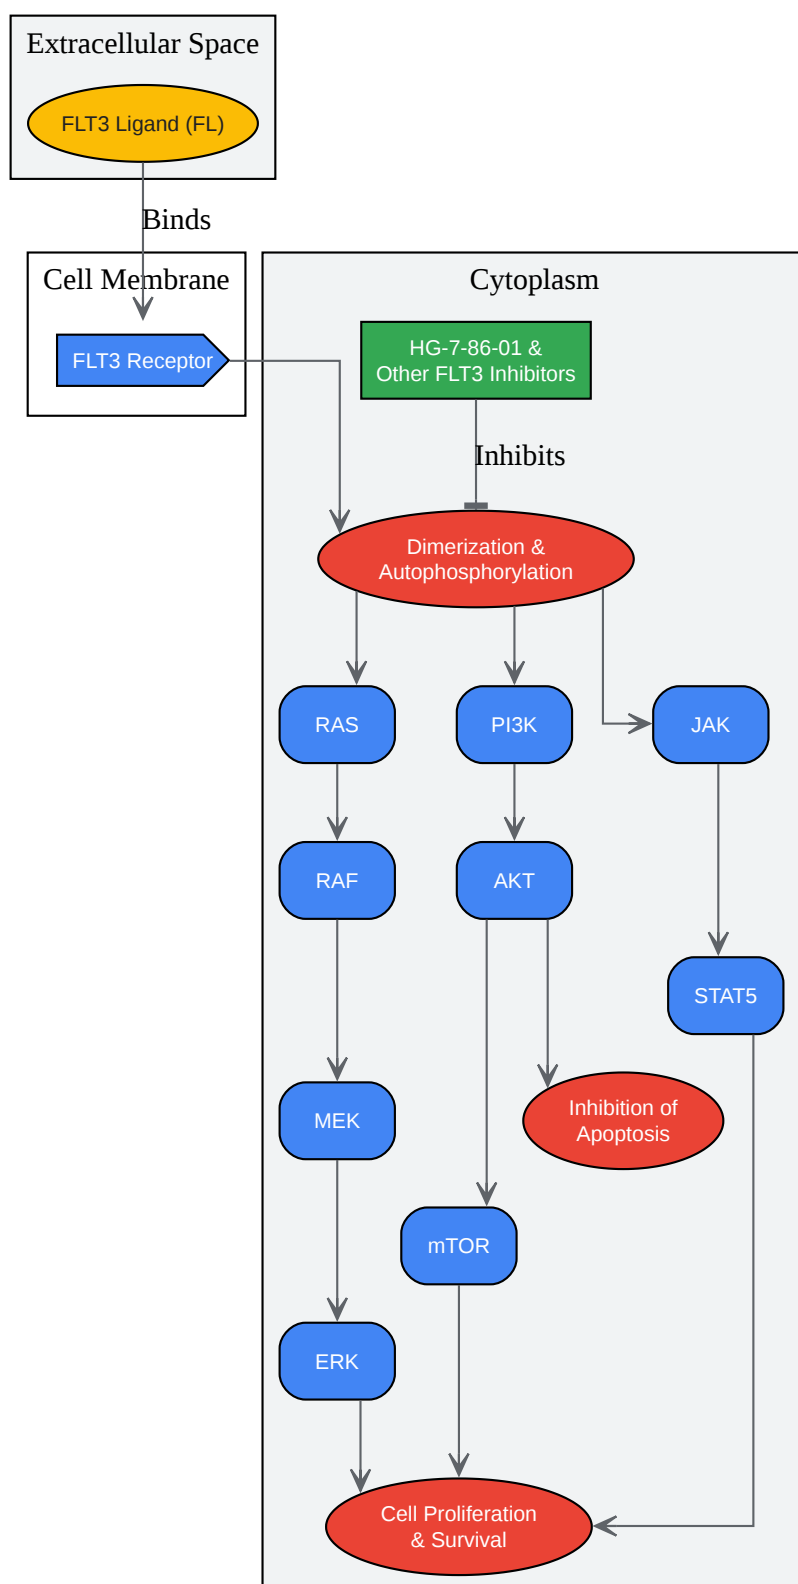 Extracellular Space
FLT3 Ligand (FL)
Binds
Cell Membrane
FLT3 Receptor
Cytoplasm
HG-7-86-01 &
Other FLT3 Inhibitors
Inhibits
Dimerization &
Autophosphorylation
RAS
PI3K
JAK
RAF
AKT
STAT5
MEK
Inhibition of
Apoptosis
mTOR
ERK
Cell Proliferation
& Survival